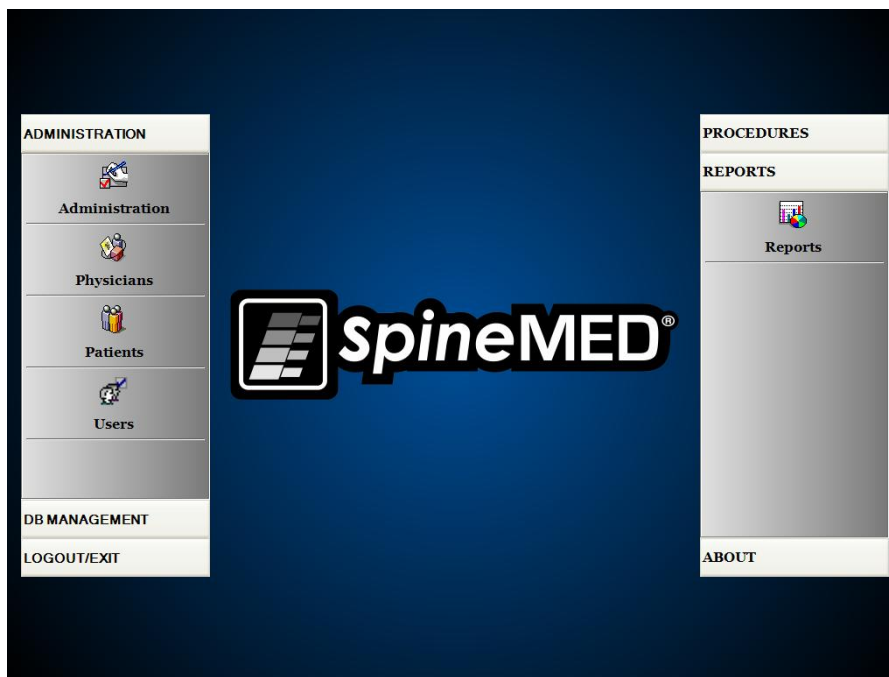 ADMINISTRATION
Administration
Physicians
Patients
Users
DB MANAGEMENT
LOGOUT/EXIT
SpineMED®
PROCEDURES
REPORTS
Reports
ABOUT